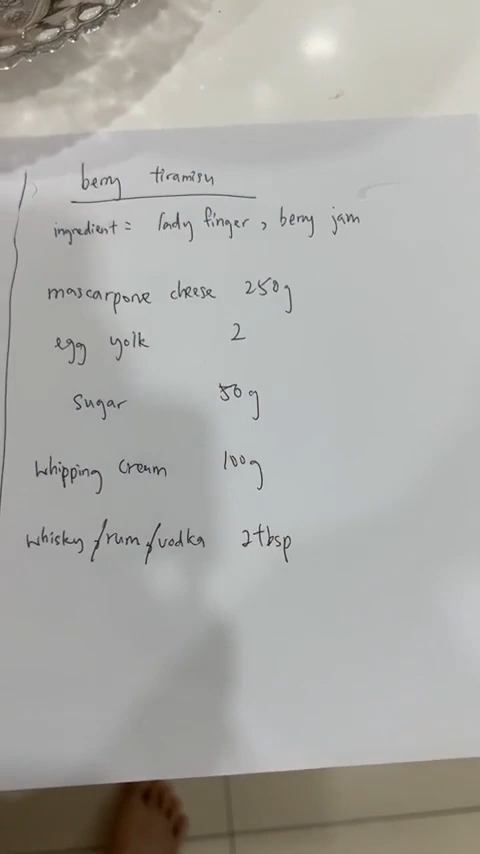 berry tiramisu
ingredient = lady finger, berry jam
mascarpone cheese 250g
egg yolk 2
sugar 50g
whipping cream 100g
whisky /rum /vodka 2tbsp